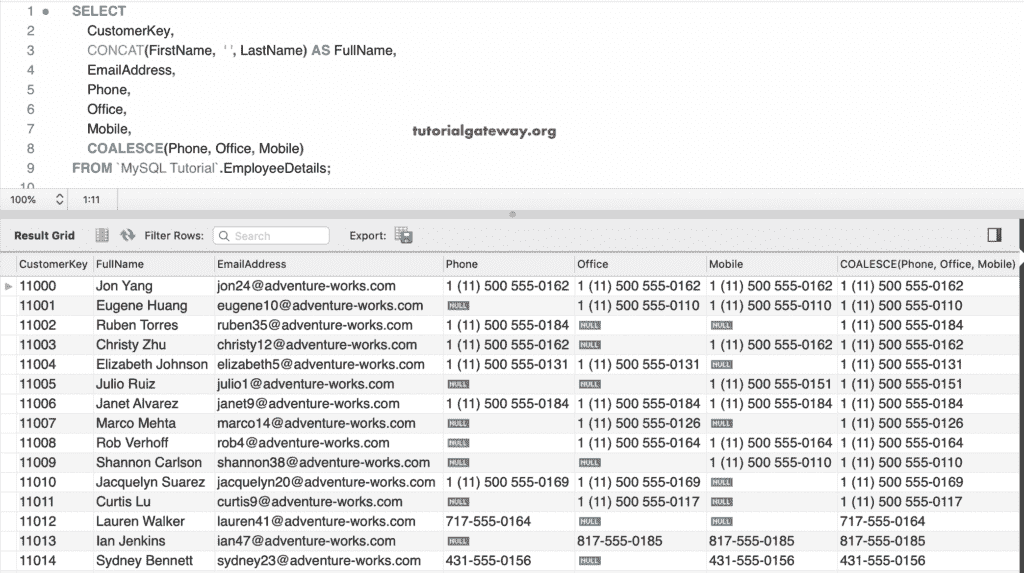 1 SELECT
2 CustomerKey,
3 CONCAT(FirstName, ' ', LastName) AS FullName,
4 EmailAddress,
5 Phone,
6 Office,
7 Mobile,
tutorialgateway.org
8 COALESCE(Phone, Office, Mobile)
9 FROM `MySQL Tutorial`.EmployeeDetails;
10
100% 1:11
Result Grid Filter Rows: Search Export:
CustomerKey FullName EmailAddress Phone Office Mobile COALESCE(Phone, Office, Mobile)
11000 Jon Yang jon24@adventure-works.com 1 (11) 500 555-0162 1 (11) 500 555-0162 1 (11) 500 555-0162 1 (11) 500 555-0162
11001 Eugene Huang eugene10@adventure-works.com NULL 1 (11) 500 555-0110 1 (11) 500 555-0110 1 (11) 500 555-0110
11002 Ruben Torres ruben35@adventure-works.com 1 (11) 500 555-0184 NULL NULL 1 (11) 500 555-0184
11003 Christy Zhu christy12@adventure-works.com 1 (11) 500 555-0162 NULL 1 (11) 500 555-0162 1 (11) 500 555-0162
11004 Elizabeth Johnson elizabeth5@adventure-works.com 1 (11) 500 555-0131 1 (11) 500 555-0131 NULL 1 (11) 500 555-0131
11005 Julio Ruiz julio1@adventure-works.com NULL NULL 1 (11) 500 555-0151 1 (11) 500 555-0151
11006 Janet Alvarez janet9@adventure-works.com 1 (11) 500 555-0184 1 (11) 500 555-0184 1 (11) 500 555-0184 1 (11) 500 555-0184
11007 Marco Mehta marco14@adventure-works.com NULL 1 (11) 500 555-0126 NULL 1 (11) 500 555-0126
11008 Rob Verhoff rob4@adventure-works.com NULL 1 (11) 500 555-0164 1 (11) 500 555-0164 1 (11) 500 555-0164
11009 Shannon Carlson shannon38@adventure-works.com NULL NULL 1 (11) 500 555-0110 1 (11) 500 555-0110
11010 Jacquelyn Suarez jacquelyn20@adventure-works.com 1 (11) 500 555-0169 1 (11) 500 555-0169 NULL 1 (11) 500 555-0169
11011 Curtis Lu curtis9@adventure-works.com NULL 1 (11) 500 555-0117 NULL 1 (11) 500 555-0117
11012 Lauren Walker lauren41@adventure-works.com 717-555-0164 NULL NULL 717-555-0164
11013 Ian Jenkins ian47@adventure-works.com NULL 817-555-0185 817-555-0185 817-555-0185
11014 Sydney Bennett sydney23@adventure-works.com 431-555-0156 NULL 431-555-0156 431-555-0156